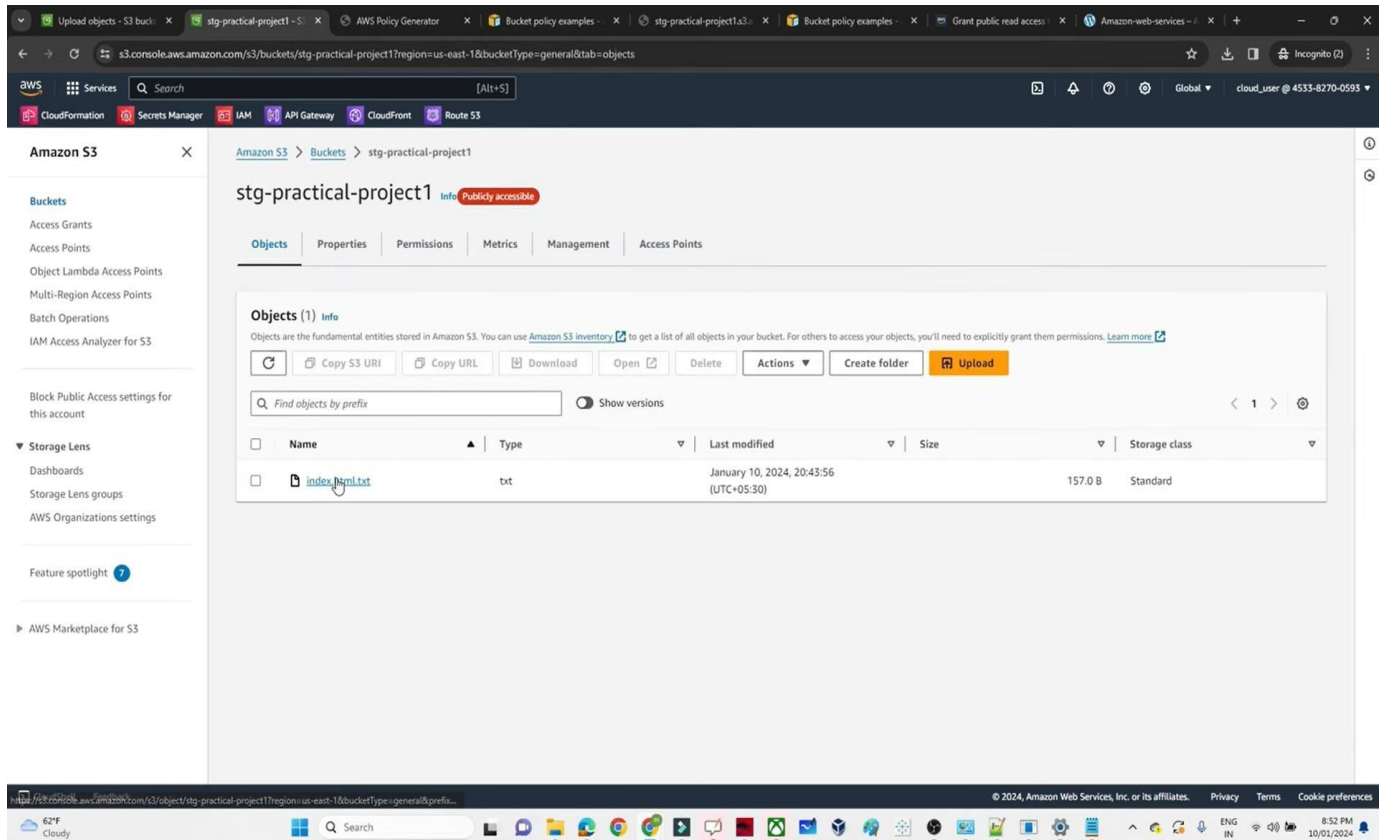 Upload objects - S3 buck
stg-practical-project1 - S3
AWS Policy Generator
Bucket policy examples -
stg-practical-project1.s3.a
Bucket policy examples -
Grant public read access
Amazon-web-services –
s3.console.aws.amazon.com/s3/buckets/stg-practical-project1?region=us-east-1&bucketType=general&tab=objects
Incognito (2)
aws
Services
Search
[Alt+S]
Global
cloud_user @ 4533-8270-0593
CloudFormation
Secrets Manager
IAM
API Gateway
CloudFront
Route 53
Amazon S3
Buckets
Access Grants
Access Points
Object Lambda Access Points
Multi-Region Access Points
Batch Operations
IAM Access Analyzer for S3
Block Public Access settings for
this account
Storage Lens
Dashboards
Storage Lens groups
AWS Organizations settings
Feature spotlight 7
AWS Marketplace for S3
Amazon S3 > Buckets > stg-practical-project1
stg-practical-project1 Info Publicly accessible
Objects
Properties
Permissions
Metrics
Management
Access Points
Objects (1) Info
Objects are the fundamental entities stored in Amazon S3. You can use Amazon S3 inventory to get a list of all objects in your bucket. For others to access your objects, you'll need to explicitly grant them permissions. Learn more
Copy S3 URI
Copy URL
Download
Open
Delete
Actions
Create folder
Upload
Find objects by prefix
Show versions
1
Name
Type
Last modified
Size
Storage class
index.html.txt
txt
January 10, 2024, 20:43:56
(UTC+05:30)
157.0 B
Standard
https://s3.console.aws.amazon.com/s3/object/stg-practical-project1?region=us-east-1&bucketType=general&prefix...
© 2024, Amazon Web Services, Inc. or its affiliates.
Privacy
Terms
Cookie preferences
62°F
Cloudy
Search
ENG
IN
8:52 PM
10/01/2024